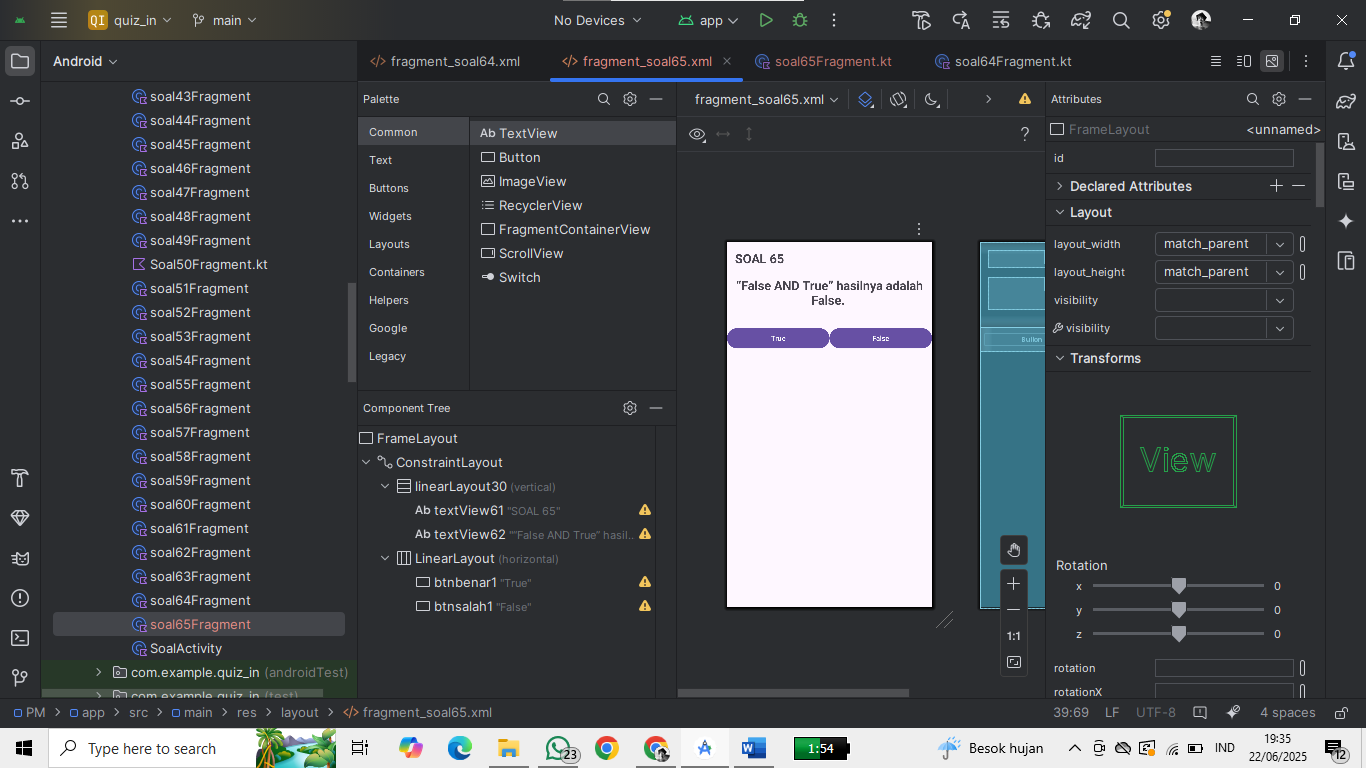 QI quiz_in main No Devices app
Android
soal43Fragment
soal44Fragment
soal45Fragment
soal46Fragment
soal47Fragment
soal48Fragment
soal49Fragment
Soal50Fragment.kt
soal51Fragment
soal52Fragment
soal53Fragment
soal54Fragment
soal55Fragment
soal56Fragment
soal57Fragment
soal58Fragment
soal59Fragment
soal60Fragment
soal61Fragment
soal62Fragment
soal63Fragment
soal64Fragment
soal65Fragment
SoalActivity
com.example.quiz_in (androidTest)
com.example.quiz_in (test)
fragment_soal64.xml fragment_soal65.xml soal65Fragment.kt soal64Fragment.kt
Palette
Common
Text
Buttons
Widgets
Layouts
Containers
Helpers
Google
Legacy
Ab TextView
Button
ImageView
RecyclerView
FragmentContainerView
ScrollView
Switch
Component Tree
FrameLayout
ConstraintLayout
linearLayout30 (vertical)
Ab textView61 "SOAL 65"
Ab textView62 "“False AND True” hasil...
LinearLayout (horizontal)
btnbenar1 "True"
btnsalah1 "False"
fragment_soal65.xml
?
SOAL 65
“False AND True” hasilnya adalah
False.
True False
Button
1:1
Attributes
FrameLayout <unnamed>
id
Declared Attributes
Layout
layout_width match_parent
layout_height match_parent
visibility
visibility
Transforms
View
Rotation
x 0
y 0
z 0
rotation
rotationX
PM > app > src > main > res > layout > fragment_soal65.xml
39:69 LF UTF-8 4 spaces
Type here to search
23
1:54
Besok hujan
IND
19:35
22/06/2025
12